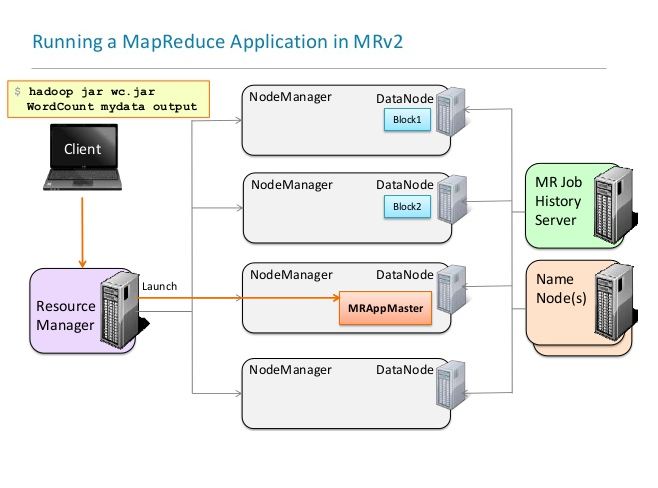 Running a MapReduce Application in MRv2
$ hadoop jar wc.jar
WordCount mydata output
Client
Resource
Manager
Launch
NodeManager
DataNode
Block1
NodeManager
DataNode
Block2
NodeManager
DataNode
MRAppMaster
NodeManager
DataNode
MR Job
History
Server
Name
Node(s)